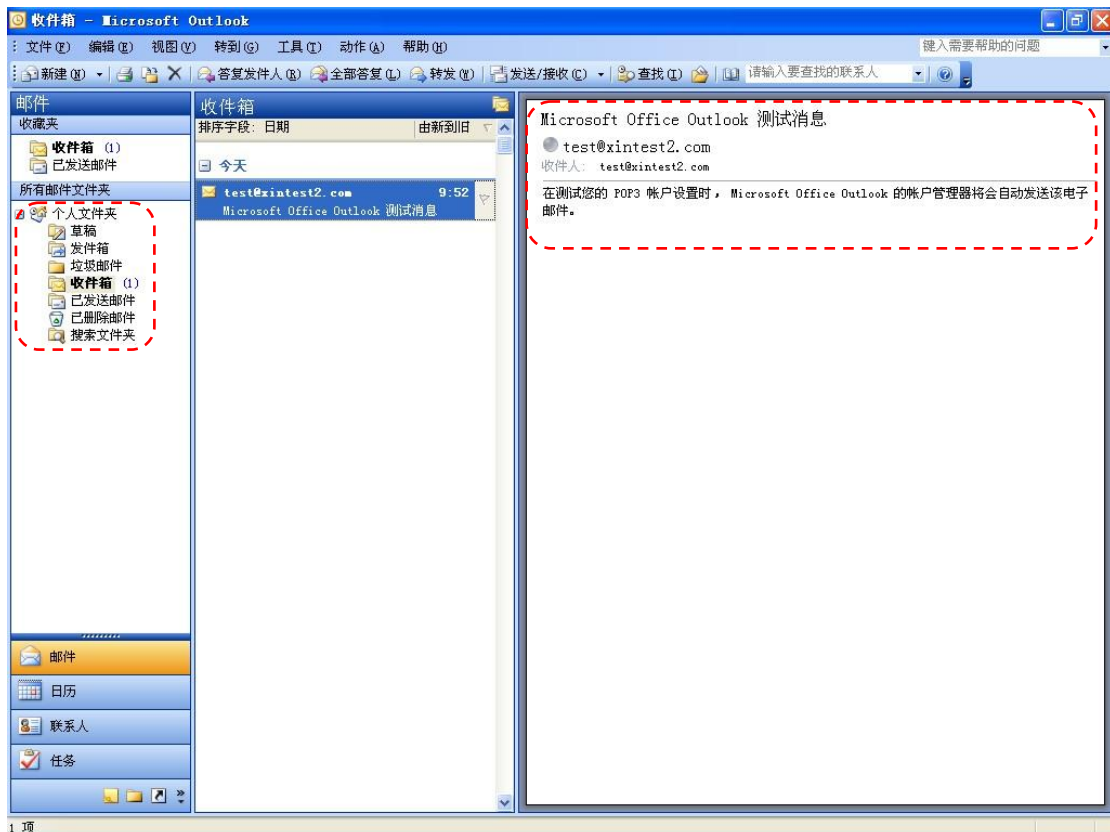 收件箱 - Microsoft Outlook
文件(F) 编辑(E) 视图(V) 转到(G) 工具(T) 动作(A) 帮助(H) 键入需要帮助的问题
新建(N) 答复发件人(R) 全部答复(L) 转发(W) 发送/接收(C) 查找(I) 请输入要查找的联系人
邮件
收藏夹
收件箱 (1)
已发送邮件
所有邮件文件夹
个人文件夹
草稿
发件箱
垃圾邮件
收件箱 (1)
已发送邮件
已删除邮件
搜索文件夹
邮件
日历
联系人
任务
收件箱
排序字段: 日期 由新到旧
今天
test@xintest2.com 9:52
Microsoft Office Outlook 测试消息
Microsoft Office Outlook 测试消息
test@xintest2.com
收件人: test@xintest2.com
在测试您的 POP3 帐户设置时, Microsoft Office Outlook 的帐户管理器将会自动发送该电子
邮件。
1 项